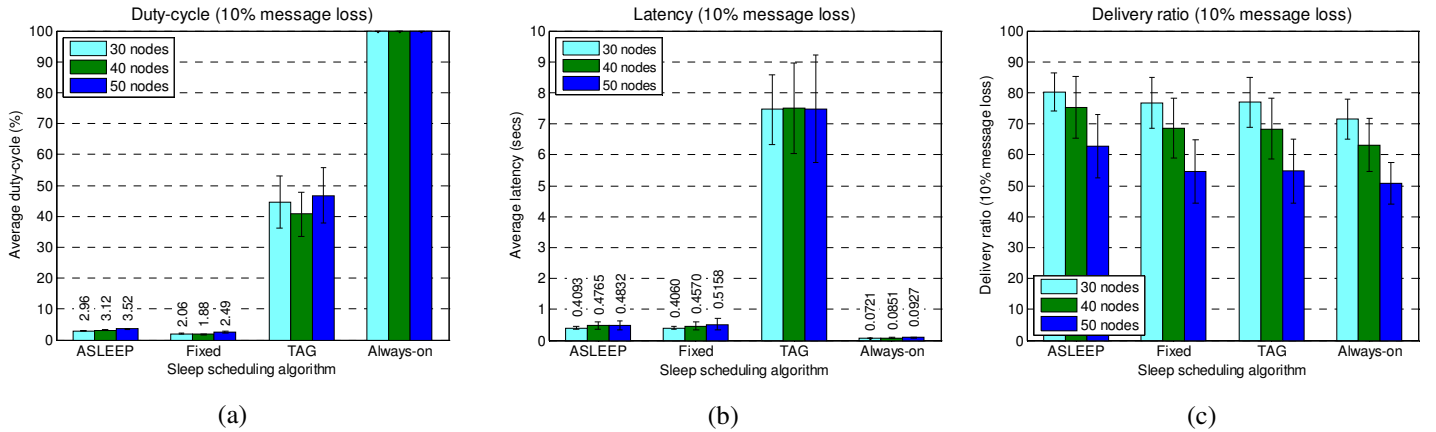 Duty-cycle (10% message loss)
100
90
80
70
60
50
40
30
20
10
0
Average duty-cycle (%)
30 nodes
40 nodes
50 nodes
2.96
3.12
3.52
2.06
1.88
2.49
ASLEEP Fixed TAG Always-on
Sleep scheduling algorithm
(a)
Latency (10% message loss)
10
9
8
7
6
5
4
3
2
1
0
Average latency (secs)
30 nodes
40 nodes
50 nodes
0.4093
0.4765
0.4832
0.4060
0.4570
0.5158
0.0721
0.0851
0.0927
ASLEEP Fixed TAG Always-on
Sleep scheduling algorithm
(b)
Delivery ratio (10% message loss)
100
90
80
70
60
50
40
30
20
10
0
Delivery ratio (10% message loss)
30 nodes
40 nodes
50 nodes
ASLEEP Fixed TAG Always-on
Sleep scheduling algorithm
(c)